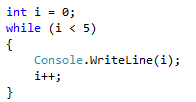 int i = 0;
while (i < 5)
{
    Console.WriteLine(i);
    i++;
}